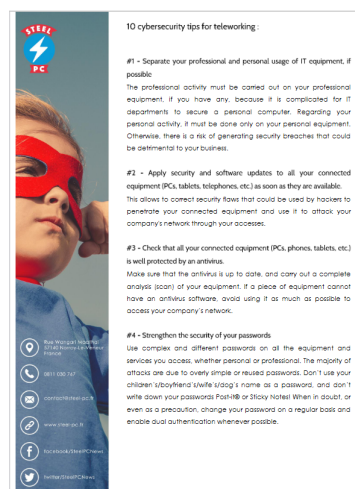 STEEL
PC
10 cybersecurity tips for teleworking :
#1 - Separate your professional and personal usage of IT equipment, if
possible
The professional activity must be carried out on your professional
equipment, if you have any, because it is complicated for IT
departments to secure a personal computer. Regarding your
personal activity, it must be done only on your personal equipment.
Otherwise, there is a risk of generating security breaches that could
be detrimental to your business.
#2 - Apply security and software updates to all your connected
equipment (PCs, tablets, telephones, etc.) as soon as they are available.
This allows to correct security flaws that could be used by hackers to
penetrate your connected equipment and use it to attack your
company's network through your accesses.
#3 - Check that all your connected equipment (PCs, phones, tablets, etc.)
is well protected by an antivirus.
Make sure that the antivirus is up to date, and carry out a complete
analysis (scan) of your equipment. If a piece of equipment cannot
have an antivirus software, avoid using it as much as possible to
access your company's network.
#4 - Strengthen the security of your passwords
Use complex and different passwords on all the equipment and
services you access, whether personal or professional. The majority of
attacks are due to overly simple or reused passwords. Don't use your
children's/boyfriend's/wife's/dog's name as a password, and don't
write down your passwords Post-it® or Sticky Notes! When in doubt, or
even as a precaution, change your password on a regular basis and
enable dual authentication whenever possible.
Rue Wangari Maathai
France
contact@steel-pc.fr
www.steel-pc.fr
Facebook/SteelPCNews
twitter/SteelPCNews